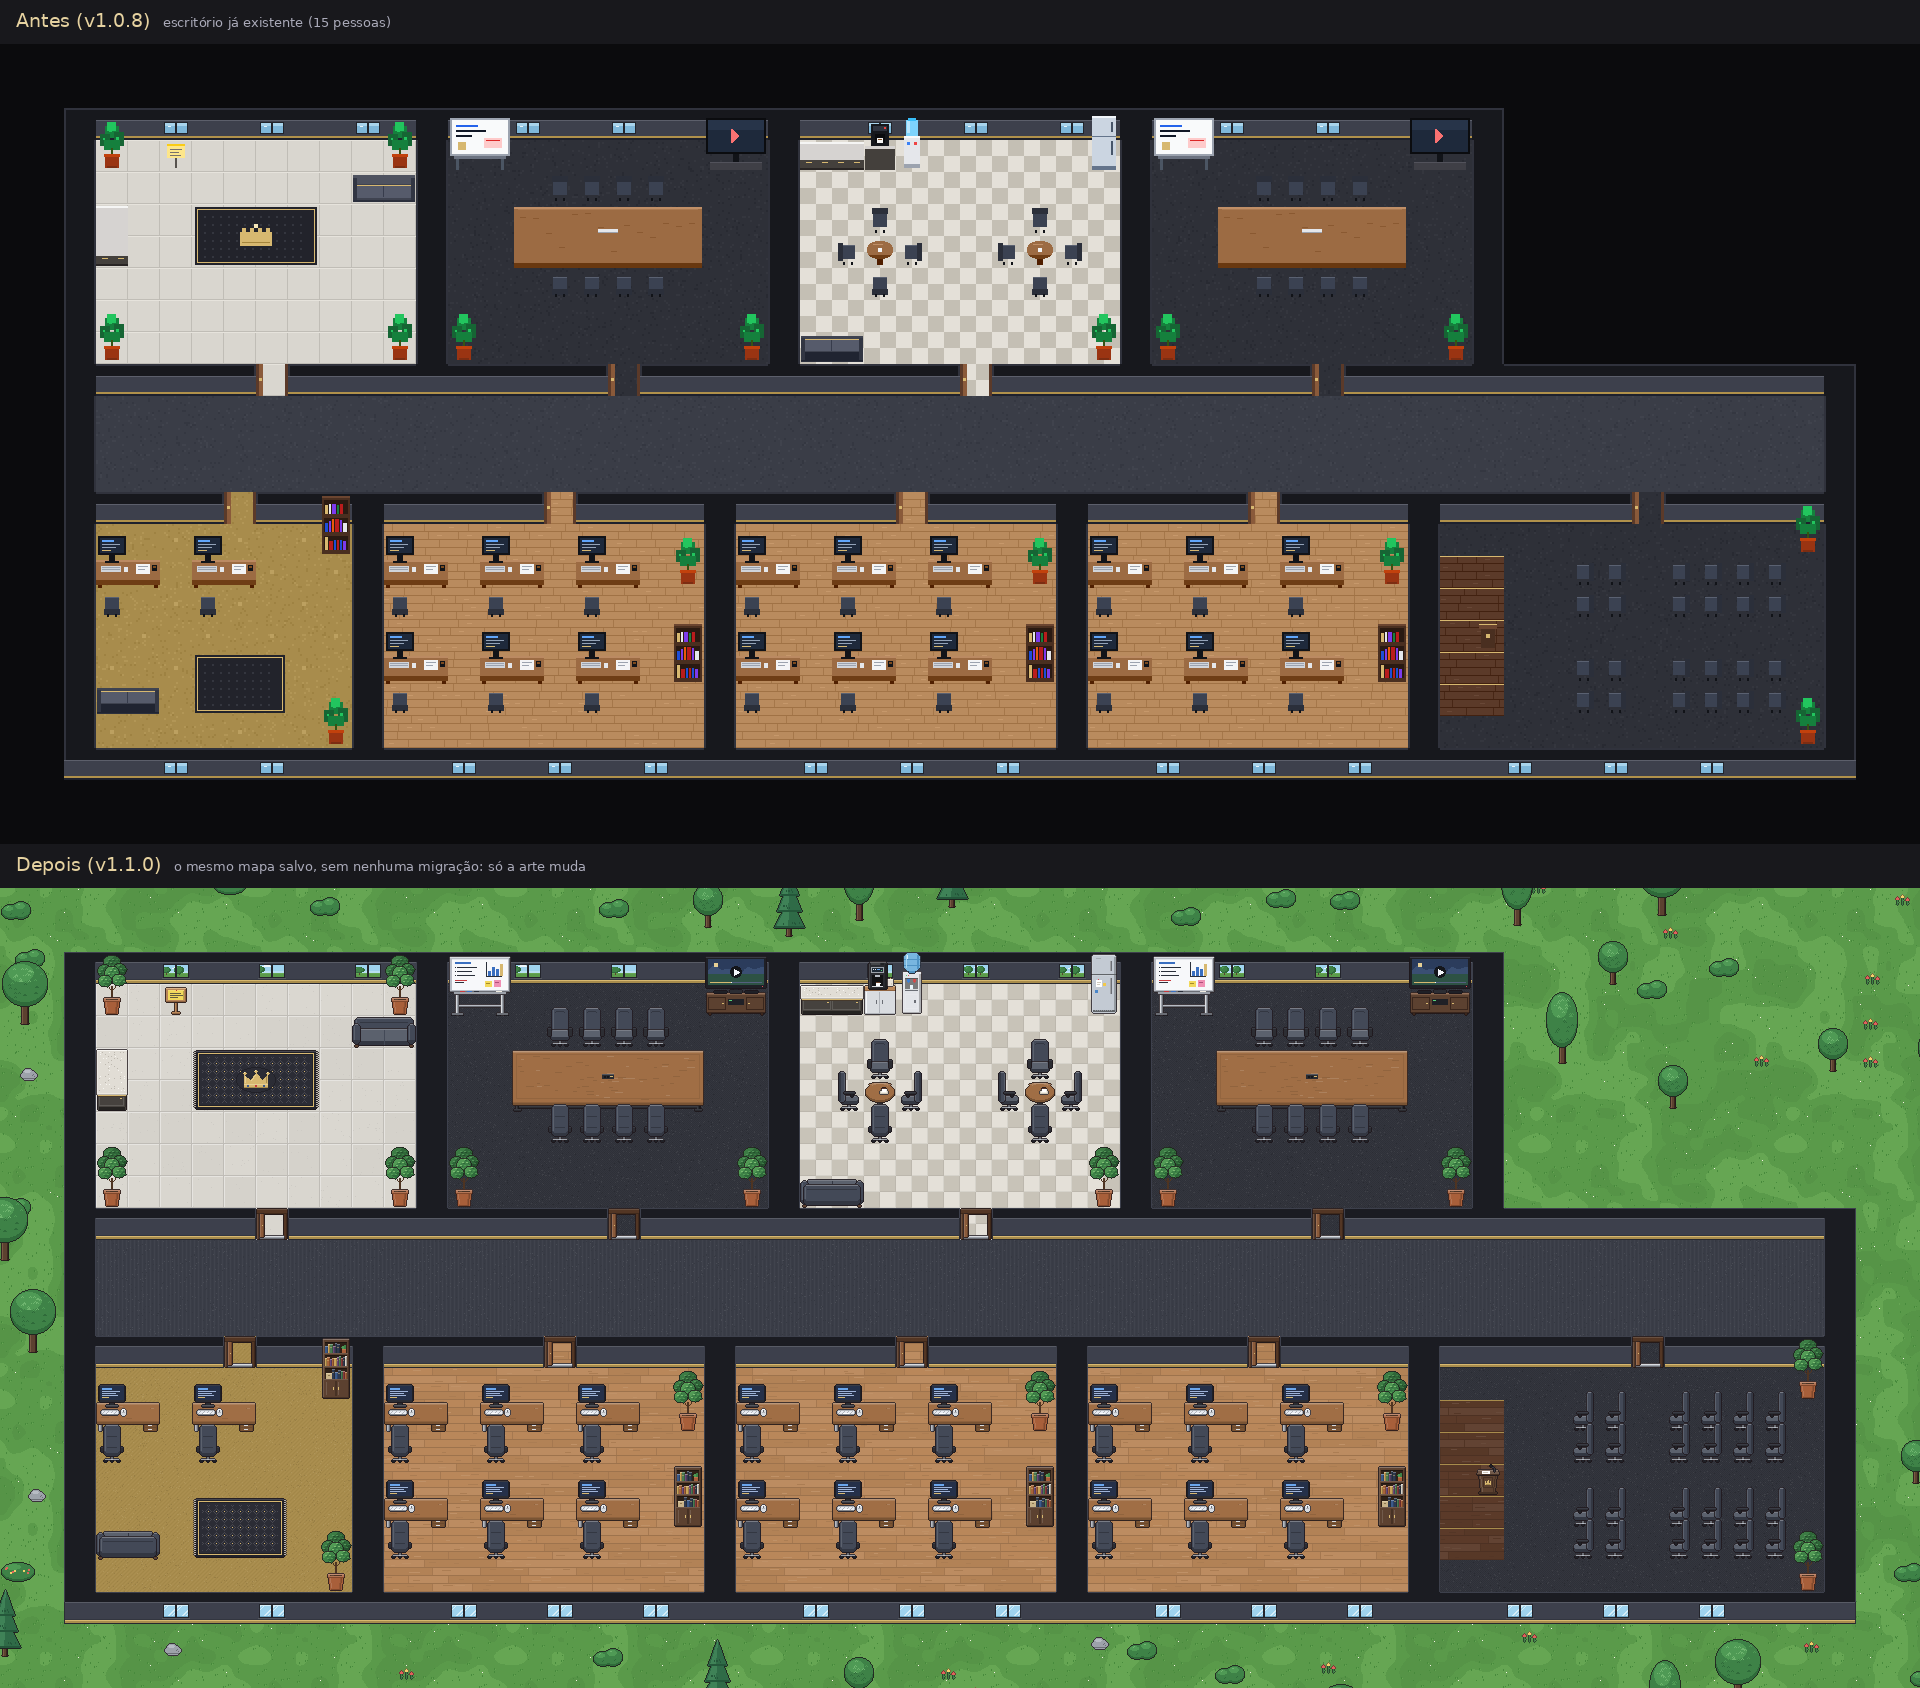 Antes (v1.0.8) escritório já existente (15 pessoas)
Depois (v1.1.0) o mesmo mapa salvo, sem nenhuma migração: só a arte muda